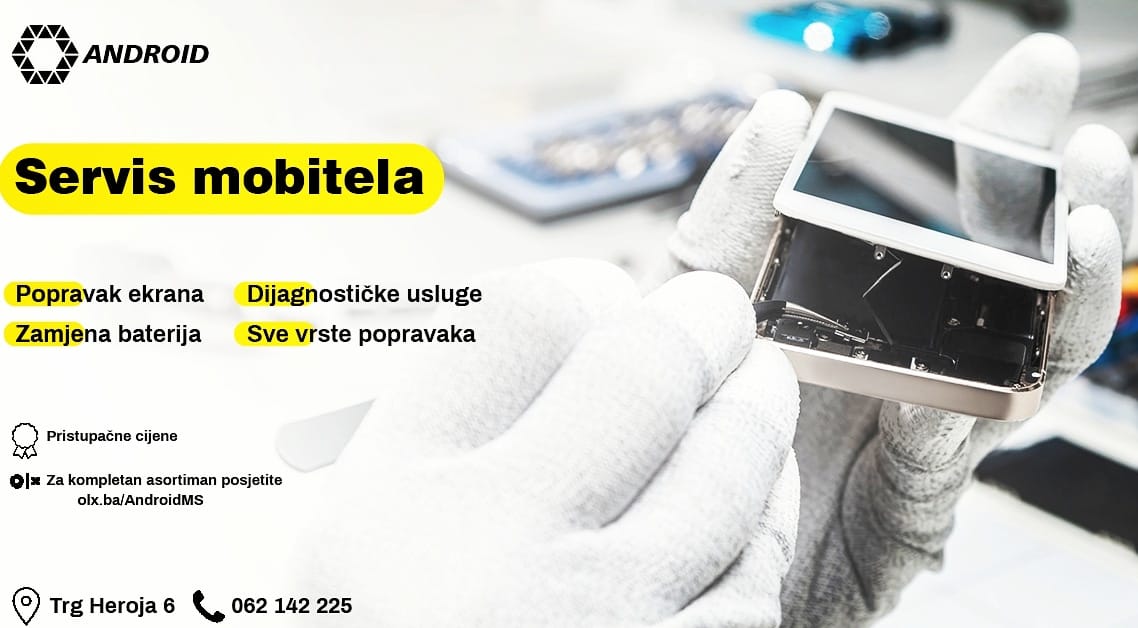 ANDROID
Servis mobitela
Popravak ekrana
Dijagnostičke usluge
Zamjena baterija
Sve vrste popravaka
Pristupačne cijene
olx Za kompletan asortiman posjetite
olx.ba/AndroidMS
Trg Heroja 6
062 142 225